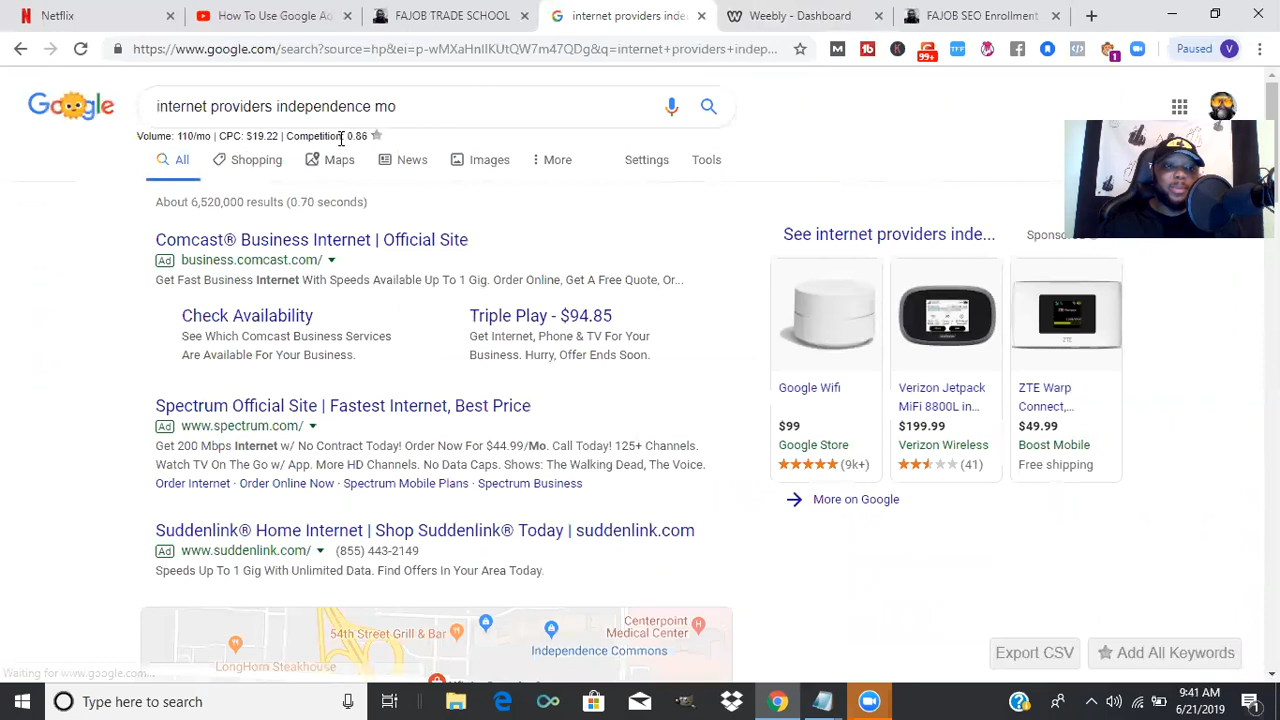 Netflix
How To Use Google Ad
FAJOB TRADE SCHOOL
internet providers inde
Weebly - Dashboard
FAJOB SEO Enrollment
https://www.google.com/search?source=hp&ei=p-wMXaHnIIKUtQW7m47QDg&q=internet+providers+indep...
99+
1
Paused
V
Google
internet providers independence mo
Volume: 110/mo | CPC: $19.22 | Competition: 0.86
All
Shopping
Maps
News
Images
More
Settings
Tools
About 6,520,000 results (0.70 seconds)
Comcast® Business Internet | Official Site
Ad business.comcast.com/
Get Fast Business Internet With Speeds Available Up To 1 Gig. Order Online, Get A Free Quote, Or...
Check Availability
See Which Comcast Business Services
Are Available For Your Business.
Triple Play - $94.85
Get Internet, Phone & TV For Your
Business. Hurry, Offer Ends Soon.
Spectrum Official Site | Fastest Internet, Best Price
Ad www.spectrum.com/
Get 200 Mbps Internet w/ No Contract Today! Order Now For $44.99/Mo. Call Today! 125+ Channels.
Watch TV On The Go w/ App. More HD Channels. No Data Caps. Shows: The Walking Dead, The Voice.
Order Internet · Order Online Now · Spectrum Mobile Plans · Spectrum Business
Suddenlink® Home Internet | Shop Suddenlink® Today | suddenlink.com
Ad www.suddenlink.com/ (855) 443-2149
Speeds Up To 1 Gig With Unlimited Data. Find Offers In Your Area Today.
See internet providers inde...
Sponsored
Google Wifi
$99
Google Store
(9k+)
Verizon Jetpack
MiFi 8800L in...
$199.99
Verizon Wireless
(41)
ZTE Warp
Connect,...
$49.99
Boost Mobile
Free shipping
More on Google
54th Street Grill & Bar
LongHorn Steakhouse
Independence Commons
Centerpoint
Medical Center
Export CSV
Add All Keywords
Waiting for www.google.com...
Type here to search
9:41 AM
6/21/2019
1